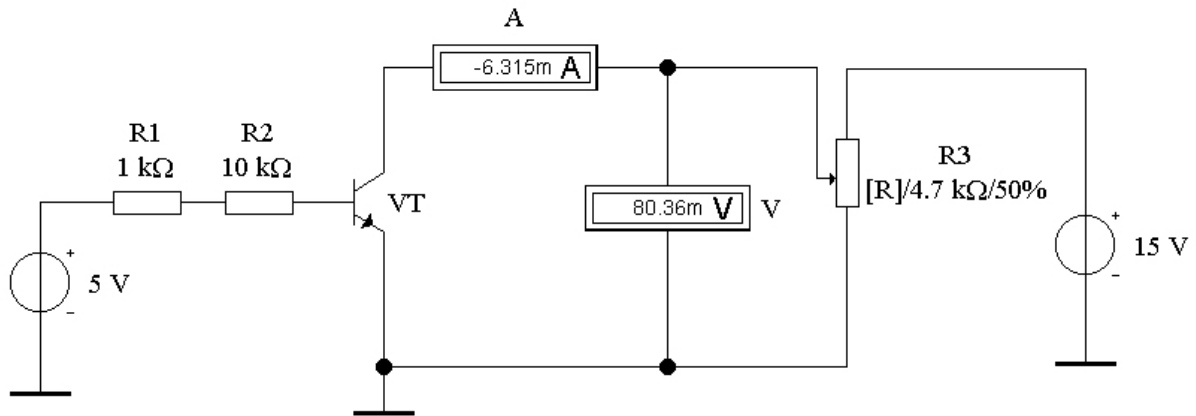 A
-6.315m A
R1
1 kΩ
R2
10 kΩ
VT
80.36m V
V
R3
[R]/4.7 kΩ/50%
+
5 V
-
+
15 V
-